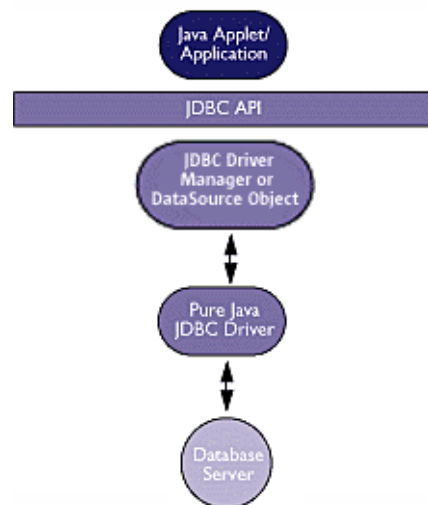 Java Applet/
Application
JDBC API
JDBC Driver
Manager or
DataSource Object
Pure Java
JDBC Driver
Database
Server